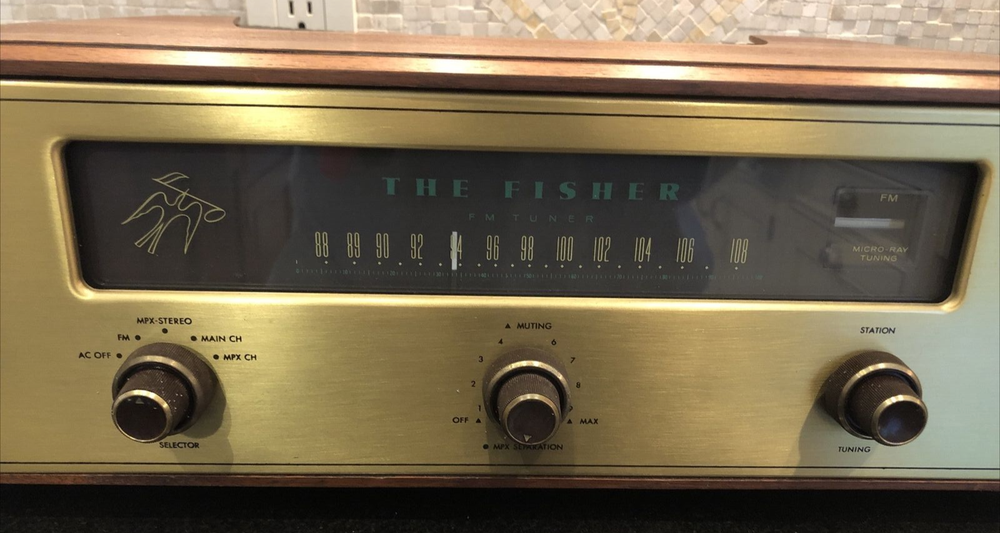 THE FISHER
FM TUNER
88 89 90 92 94 96 98 100 102 104 106 108
FM
MICRO-RAY
TUNING
MPX-STEREO
FM
MAIN CH
AC OFF
MPX CH
SELECTOR
MUTING
4 6
3 7
2 8
1
OFF
MAX
MPX SEPARATION
STATION
TUNING